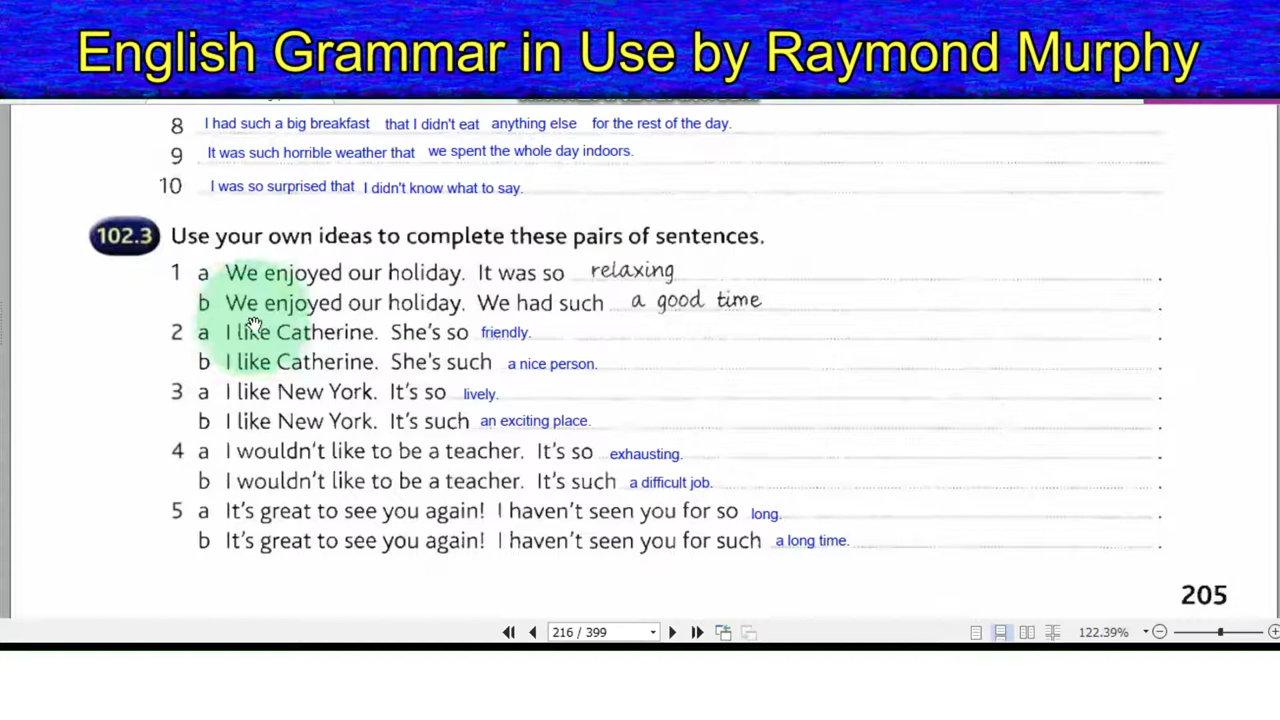 English Grammar in Use by Raymond Murphy
8 I had such a big breakfast that I didn't eat anything else for the rest of the day.
9 It was such horrible weather that we spent the whole day indoors.
10 I was so surprised that I didn't know what to say.
102.3 Use your own ideas to complete these pairs of sentences.
1 a We enjoyed our holiday. It was so relaxing .
b We enjoyed our holiday. We had such a good time .
2 a I like Catherine. She's so friendly. .
b I like Catherine. She's such a nice person. .
3 a I like New York. It's so lively. .
b I like New York. It's such an exciting place. .
4 a I wouldn't like to be a teacher. It's so exhausting. .
b I wouldn't like to be a teacher. It's such a difficult job. .
5 a It's great to see you again! I haven't seen you for so long. .
b It's great to see you again! I haven't seen you for such a long time. .
205
216 / 399 122.39%